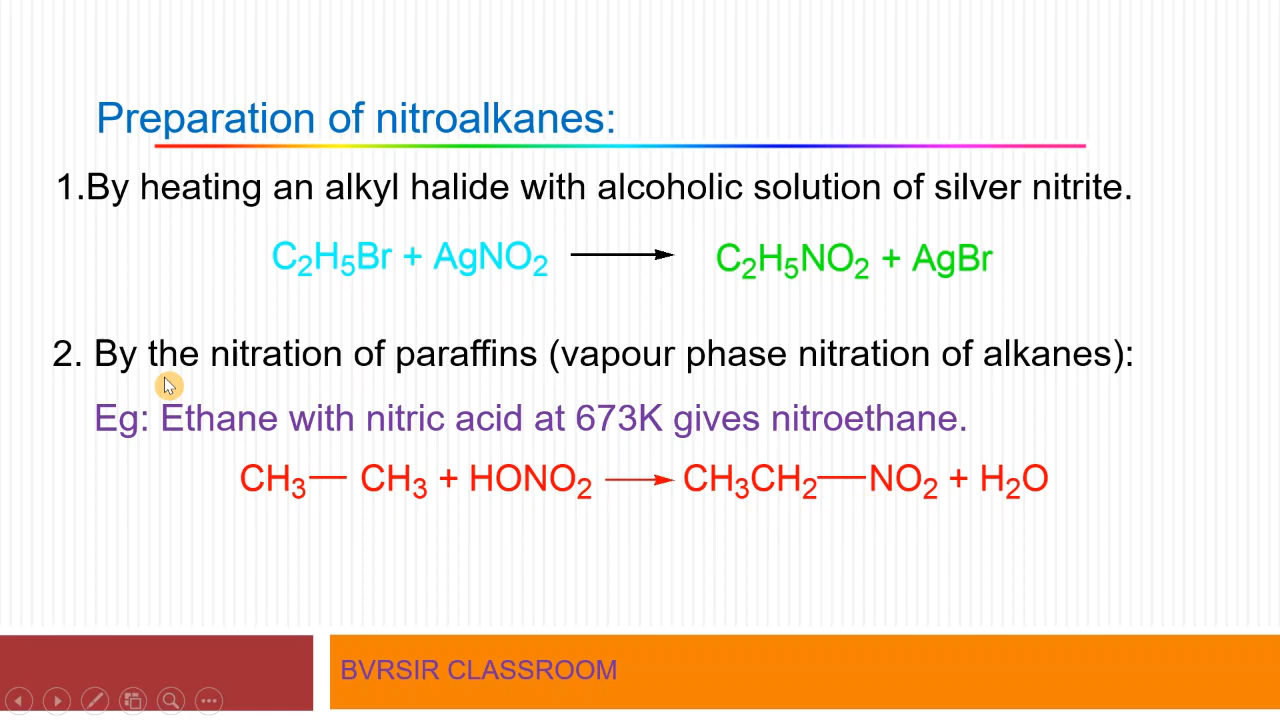 Preparation of nitroalkanes:
1.By heating an alkyl halide with alcoholic solution of silver nitrite.
C₂H₅Br + AgNO₂ ⟶ C₂H₅NO₂ + AgBr
2. By the nitration of paraffins (vapour phase nitration of alkanes):
Eg: Ethane with nitric acid at 673K gives nitroethane.
CH₃— CH₃ + HONO₂ ⟶ CH₃CH₂—NO₂ + H₂O
BVRSIR CLASSROOM